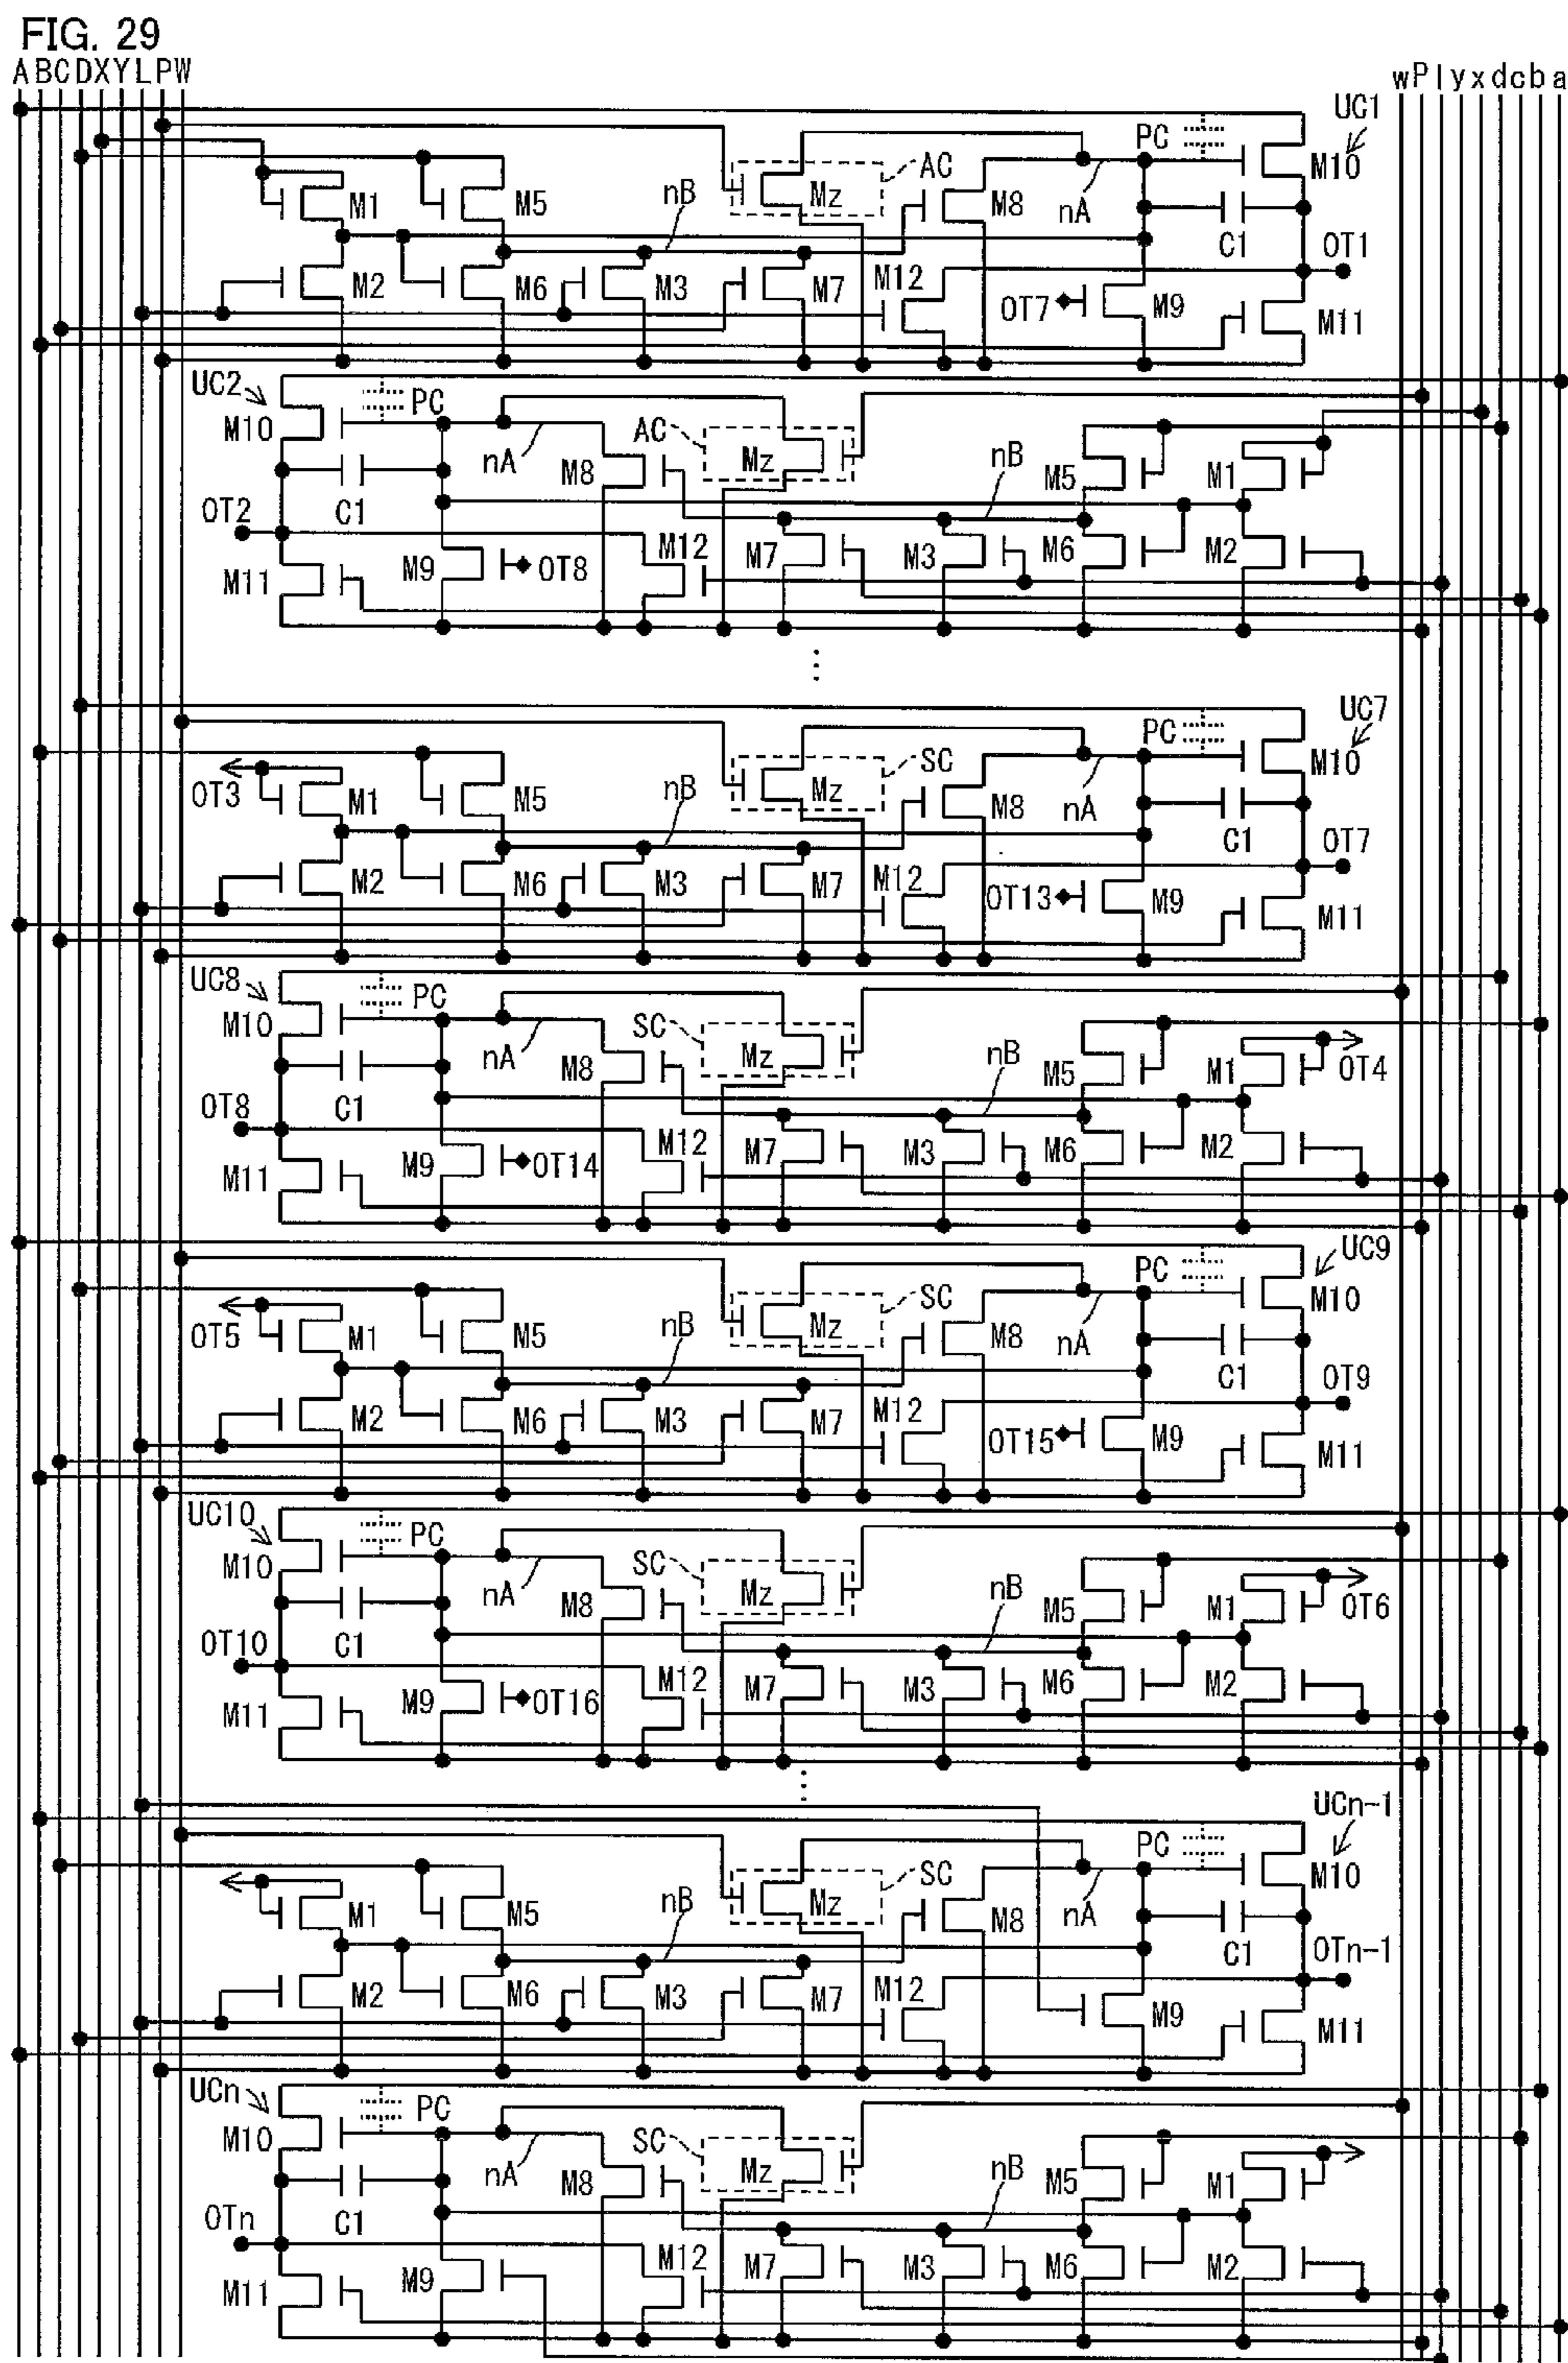 FIG. 29
A B C D X Y L P W
w P l y x d c b a
UC1
PC
M10
AC
Mz
M1
M5
nB
M8
nA
C1
OT1
M2
M6
M3
M7
M12
OT7
M9
M11
UC2
M10
PC
AC
Mz
nA
M8
nB
M5
M1
OT2
C1
M11
M9
OT8
M12
M7
M3
M6
M2
UC7
PC
M10
SC
Mz
OT3
M1
M5
nB
M8
nA
C1
OT7
M2
M6
M3
M7
M12
OT13
M9
M11
UC8
M10
PC
SC
Mz
nA
M8
nB
M5
M1
OT4
OT8
C1
M11
M9
OT14
M12
M7
M3
M6
M2
UC9
PC
M10
SC
Mz
OT5
M1
M5
nB
M8
nA
C1
OT9
M2
M6
M3
M7
M12
OT15
M9
M11
UC10
M10
PC
SC
Mz
nA
M8
nB
M5
M1
OT6
OT10
C1
M11
M9
OT16
M12
M7
M3
M6
M2
UCn-1
PC
M10
SC
Mz
M1
M5
nB
M8
nA
C1
OTn-1
M2
M6
M3
M7
M12
M9
M11
UCn
M10
PC
SC
Mz
nA
M8
nB
M5
M1
OTn
C1
M11
M9
M12
M7
M3
M6
M2